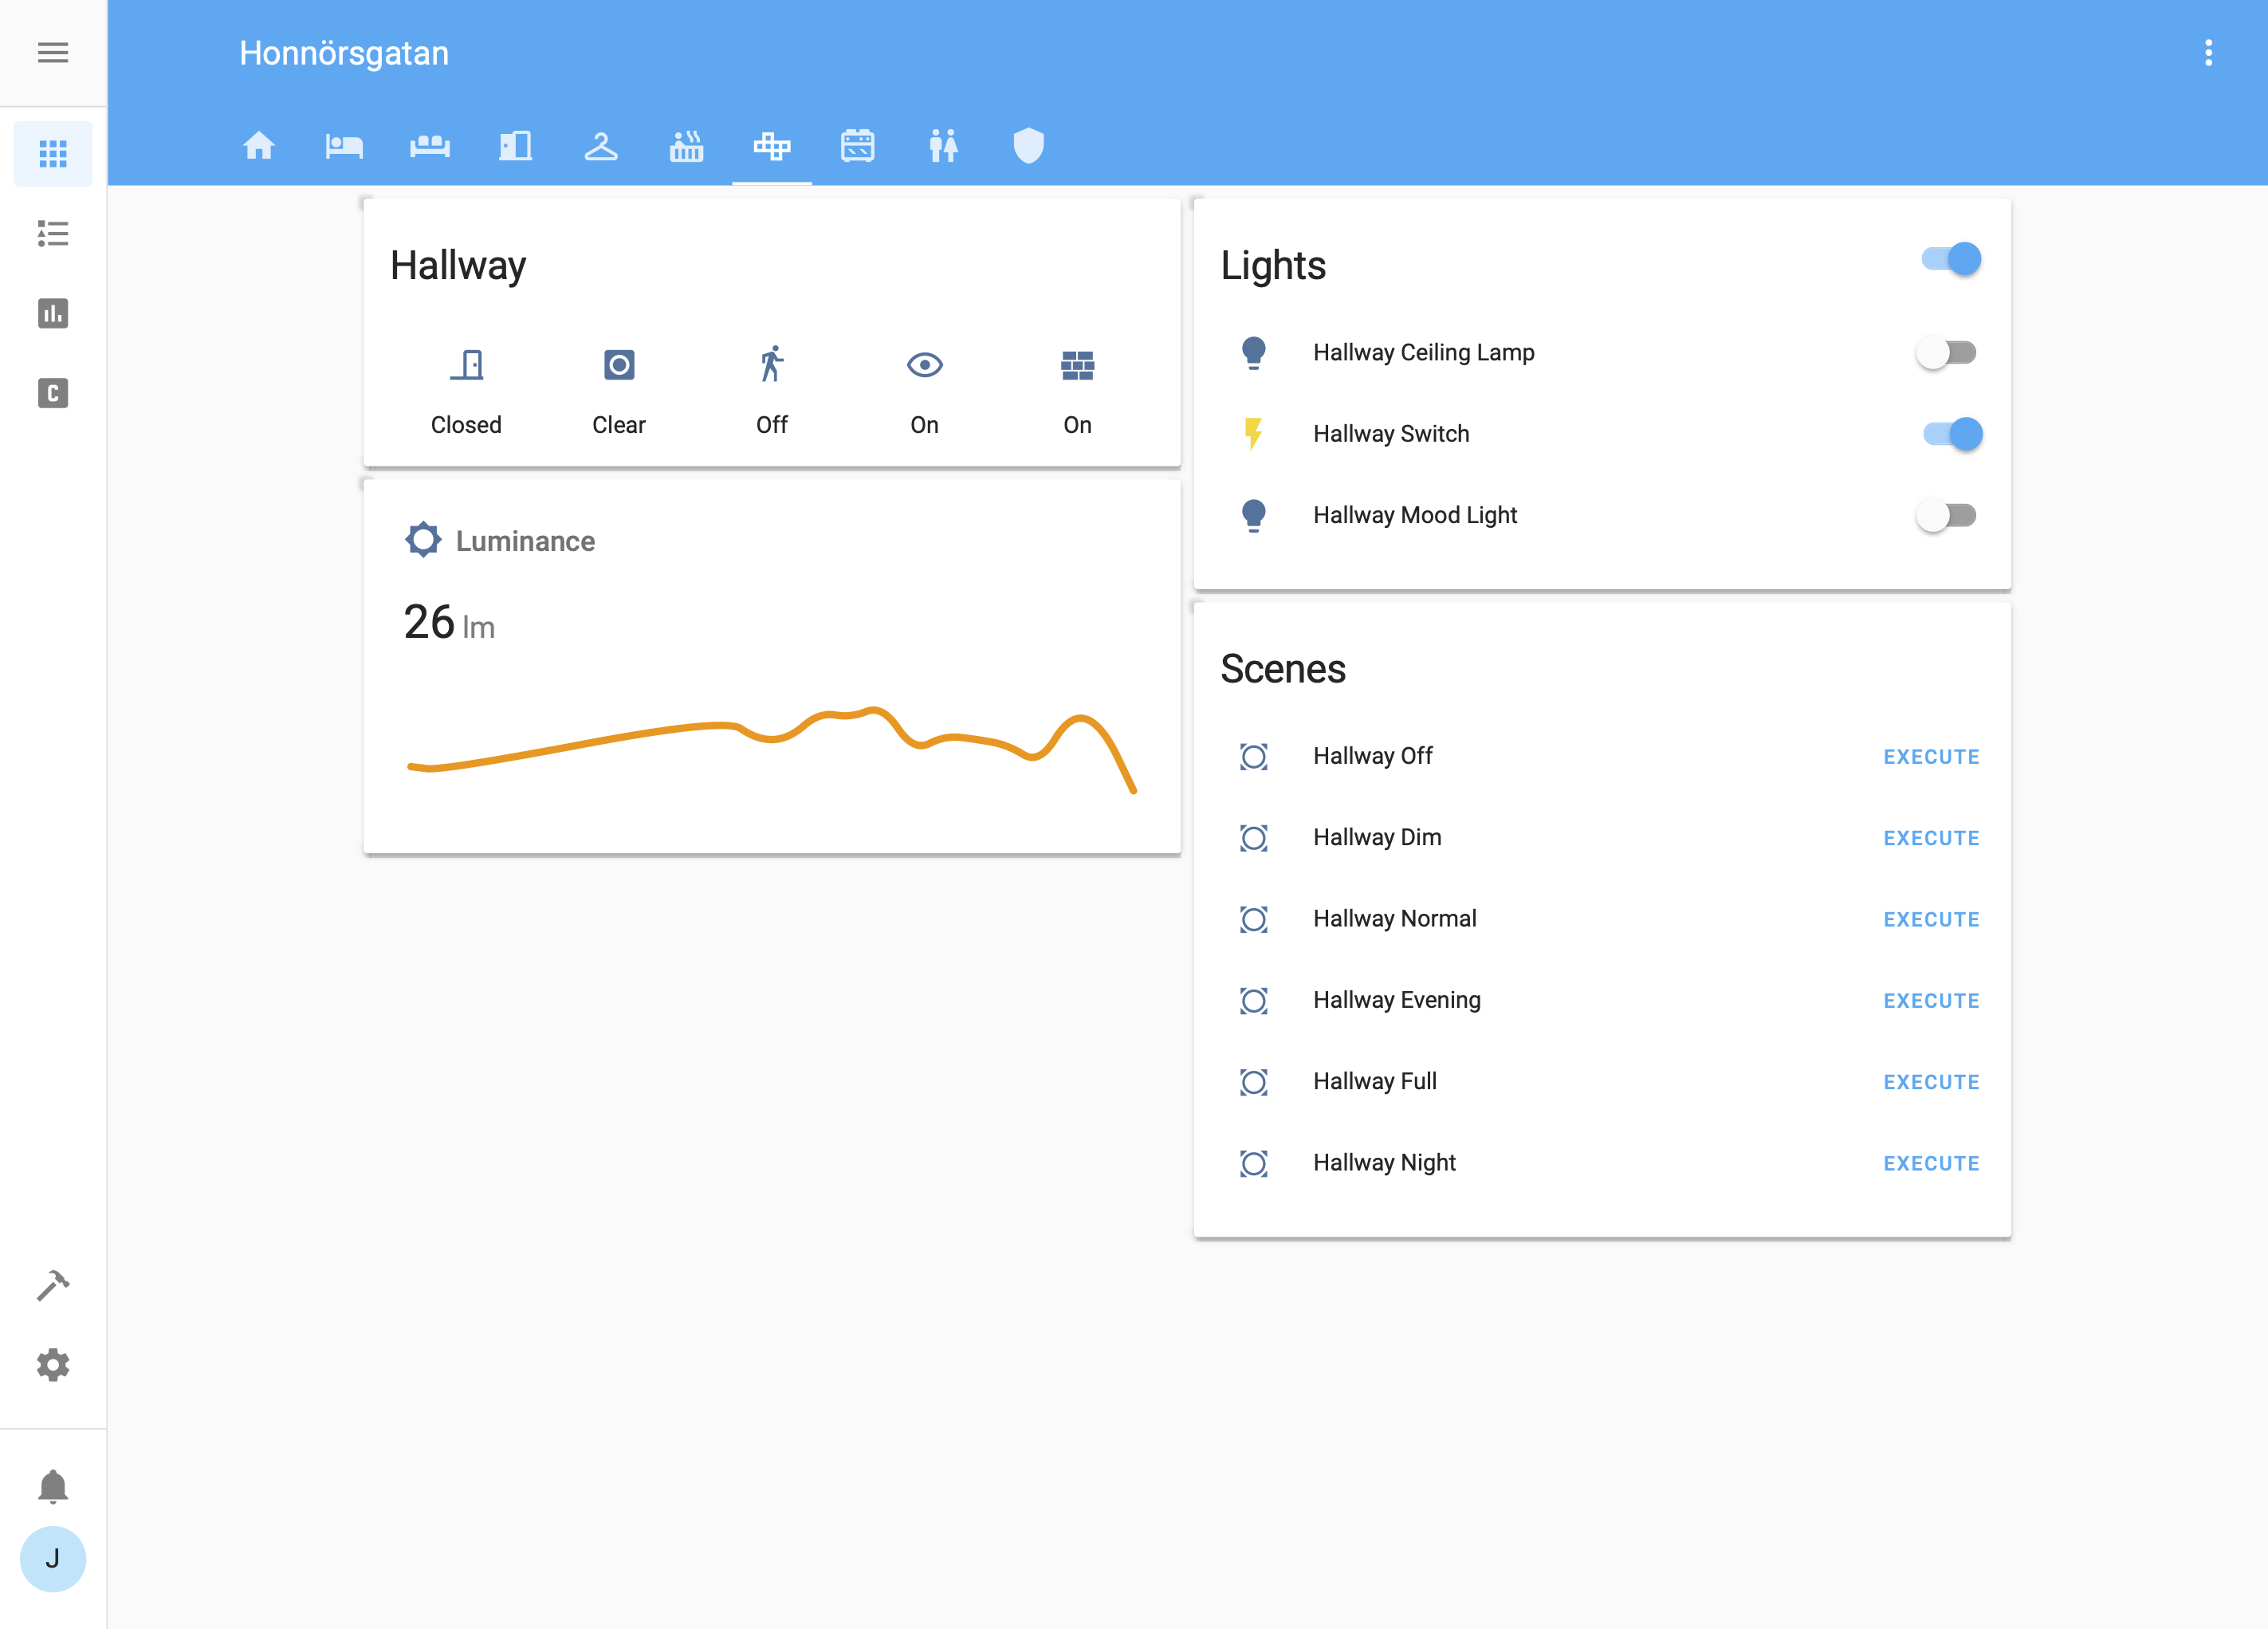 Honnörsgatan
Hallway
Closed Clear Off On On
Luminance
26 lm
Lights
Hallway Ceiling Lamp
Hallway Switch
Hallway Mood Light
Scenes
Hallway Off EXECUTE
Hallway Dim EXECUTE
Hallway Normal EXECUTE
Hallway Evening EXECUTE
Hallway Full EXECUTE
Hallway Night EXECUTE
C
J